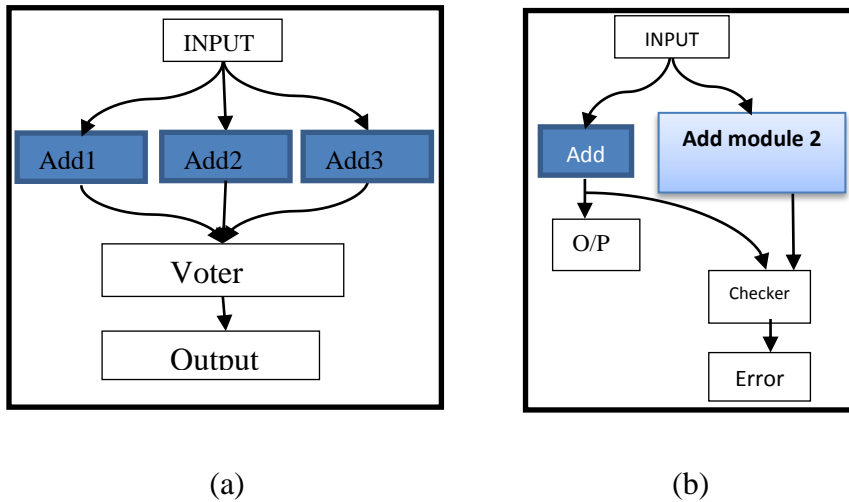 INPUT
Add1
Add2
Add3
Voter
Output
(a)
INPUT
Add
Add module 2
O/P
Checker
Error
(b)